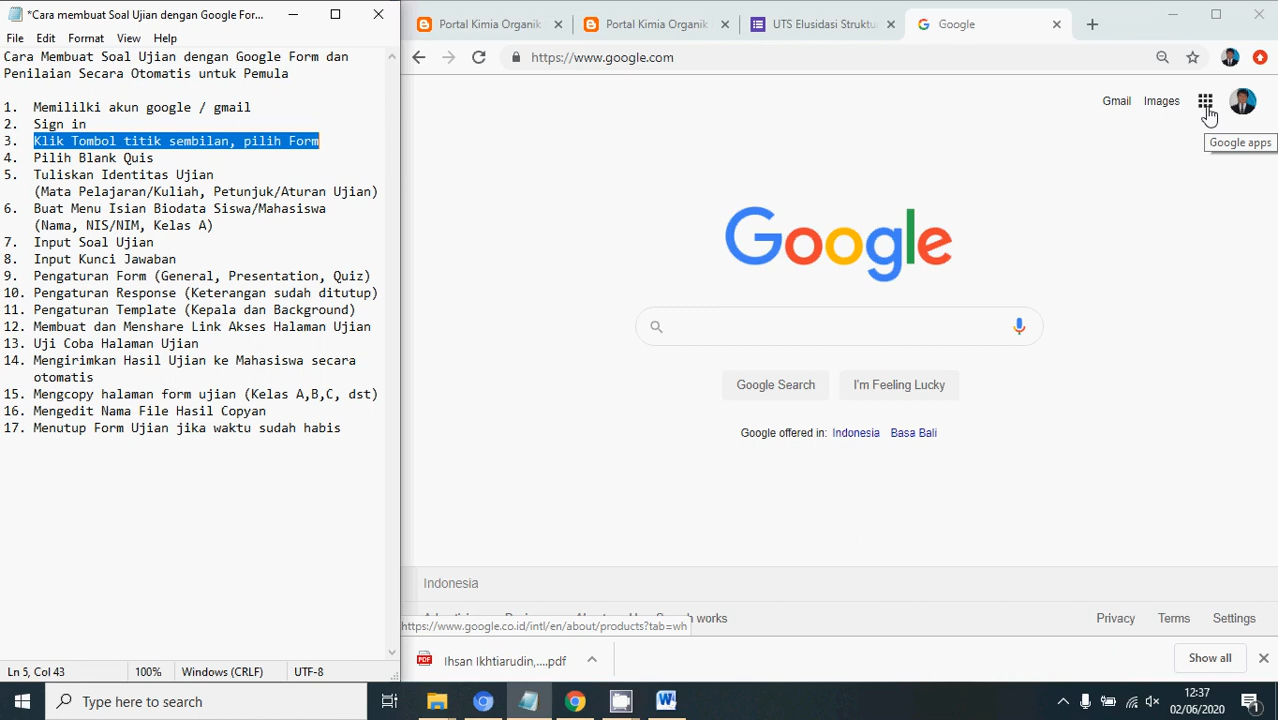 *Cara membuat Soal Ujian dengan Google For...
File Edit Format View Help
Cara Membuat Soal Ujian dengan Google Form dan
Penilaian Secara Otomatis untuk Pemula
1. Memililki akun google / gmail
2. Sign in
3. Klik Tombol titik sembilan, pilih Form
4. Pilih Blank Quis
5. Tuliskan Identitas Ujian
(Mata Pelajaran/Kuliah, Petunjuk/Aturan Ujian)
6. Buat Menu Isian Biodata Siswa/Mahasiswa
(Nama, NIS/NIM, Kelas A)
7. Input Soal Ujian
8. Input Kunci Jawaban
9. Pengaturan Form (General, Presentation, Quiz)
10. Pengaturan Response (Keterangan sudah ditutup)
11. Pengaturan Template (Kepala dan Background)
12. Membuat dan Menshare Link Akses Halaman Ujian
13. Uji Coba Halaman Ujian
14. Mengirimkan Hasil Ujian ke Mahasiswa secara
otomatis
15. Mengcopy halaman form ujian (Kelas A,B,C, dst)
16. Mengedit Nama File Hasil Copyan
17. Menutup Form Ujian jika waktu sudah habis
Ln 5, Col 43 100% Windows (CRLF) UTF-8
Portal Kimia Organik Portal Kimia Organik UTS Elusidasi Struktu Google
https://www.google.com
Gmail Images
Google apps
Google
Google Search I'm Feeling Lucky
Google offered in: Indonesia Basa Bali
Indonesia
works Privacy Terms Settings
https://www.google.co.id/intl/en/about/products?tab=wh
Ihsan Ikhtiarudin,....pdf Show all
Type here to search
12:37
02/06/2020
1